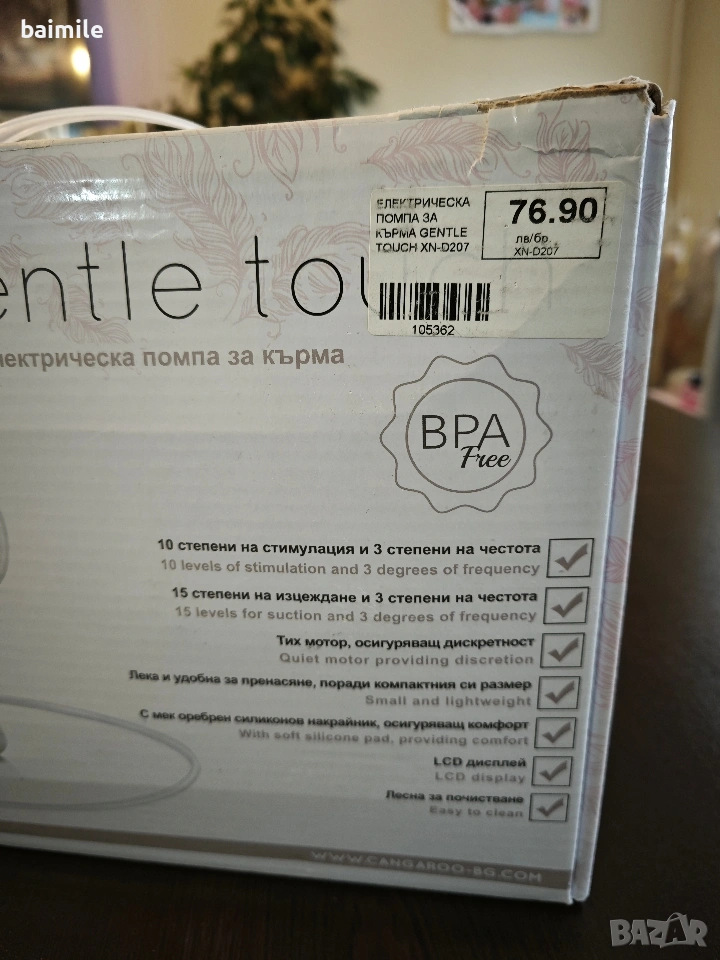 baimile
ЕЛЕКТРИЧЕСКА
ПОМПА ЗА
КЪРМА GENTLE
TOUCH XN-D207
76.90
лв/бр.
XN-D207
105362
entle tou h
лектрическа помпа за кърма
BPA
Free
10 степени на стимулация и 3 степени на честота
10 levels of stimulation and 3 degrees of frequency
15 степени на изцеждане и 3 степени на честота
15 levels for suction and 3 degrees of frequency
Тих мотор, осигуряващ дискретност
Quiet motor providing discretion
Лека и удобна за пренасяне, поради компактния си размер
Small and lightweight
С мек оребрен силиконов накрайник, осигуряващ комфорт
With soft silicone pad, providing comfort
LCD дисплей
LCD display
Лесна за почистване
Easy to clean
WWW.CANGAROO-BG.COM
BAZAR